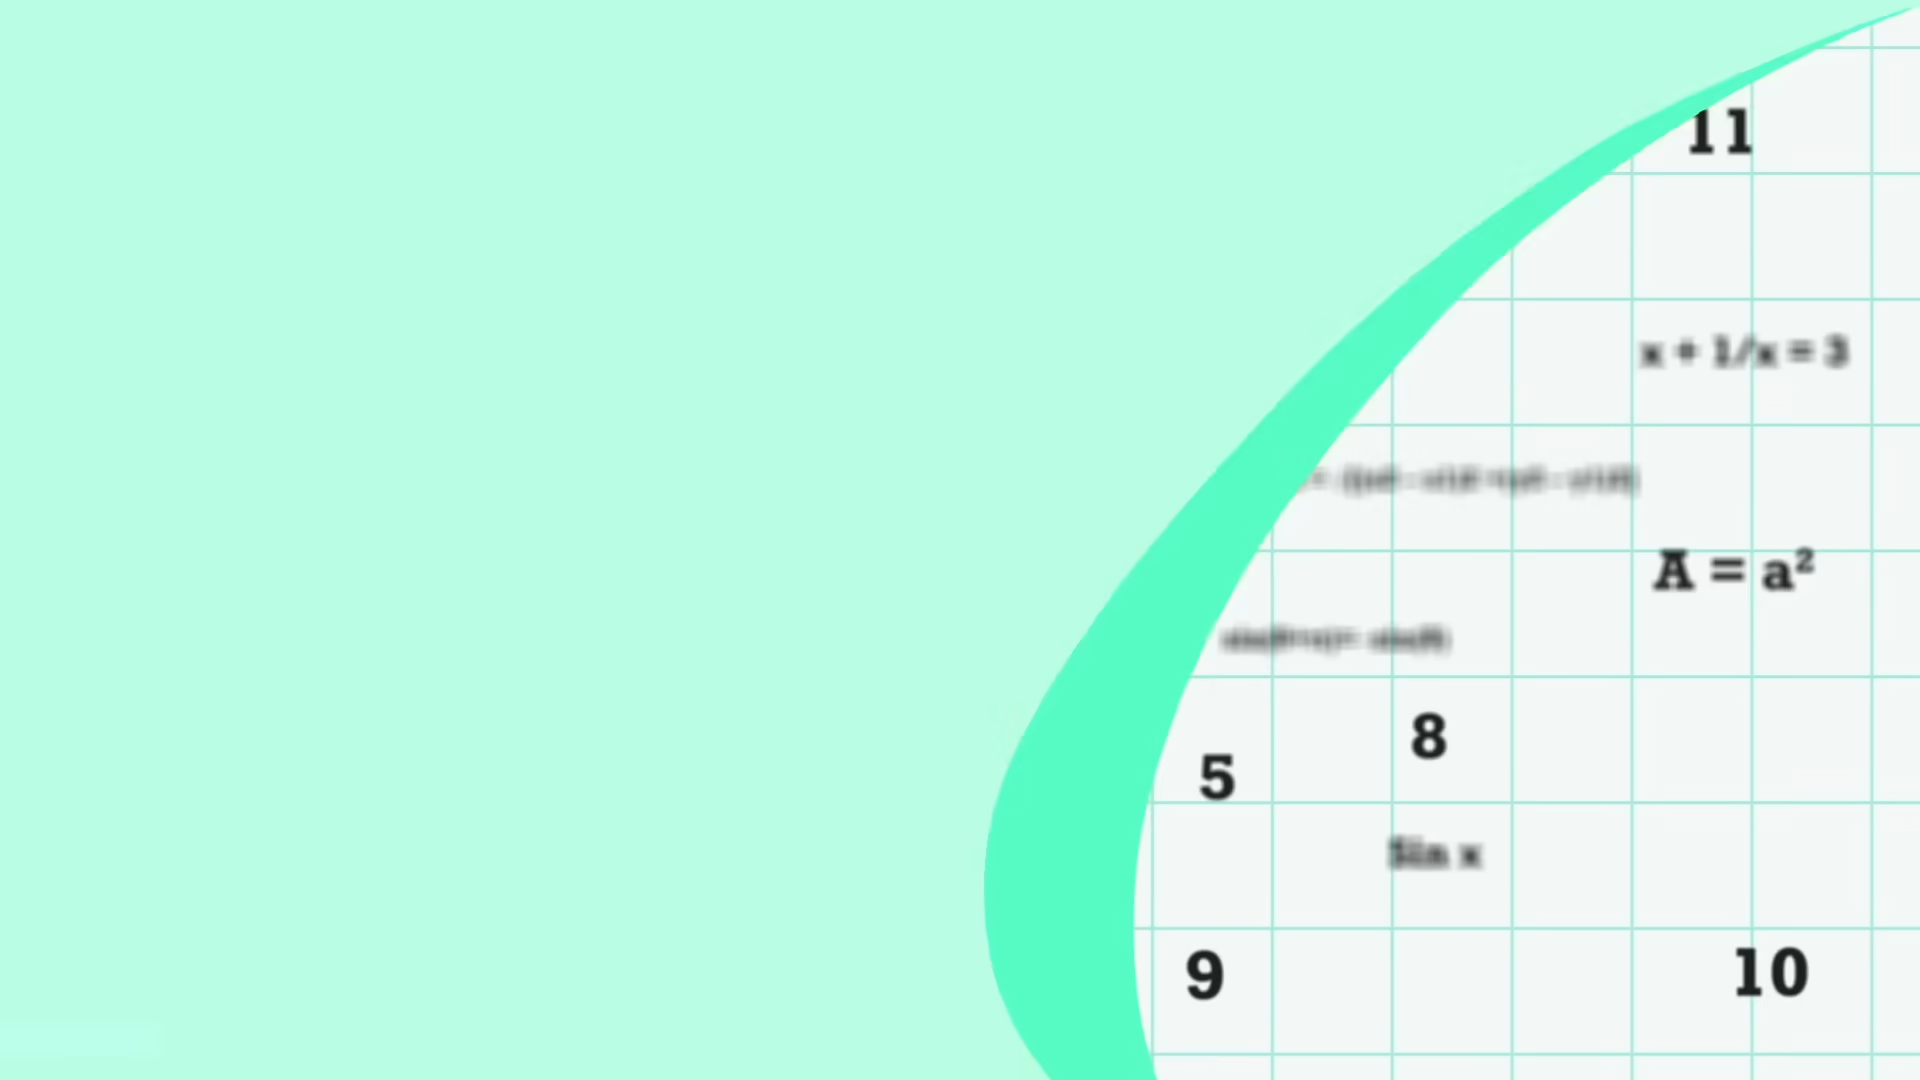 11
x + 1/x = 3
A = a²
8
5
Sin x
9
10